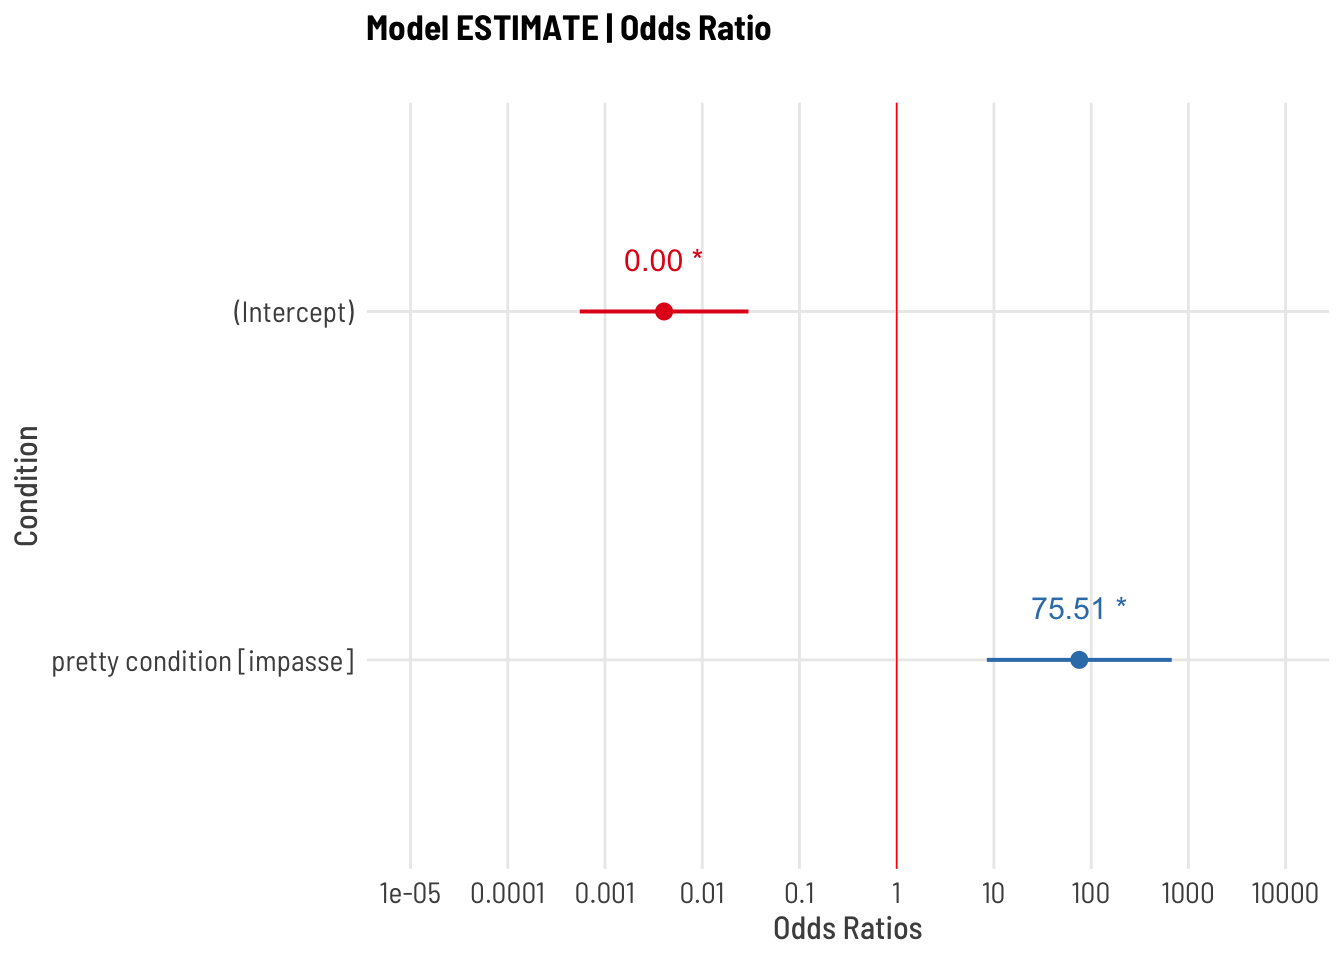 Model ESTIMATE | Odds Ratio
0.00 *
(Intercept)
Condition
75.51 *
pretty condition [impasse]
1e-05 0.0001 0.001 0.01 0.1 1 10 100 1000 10000
Odds Ratios